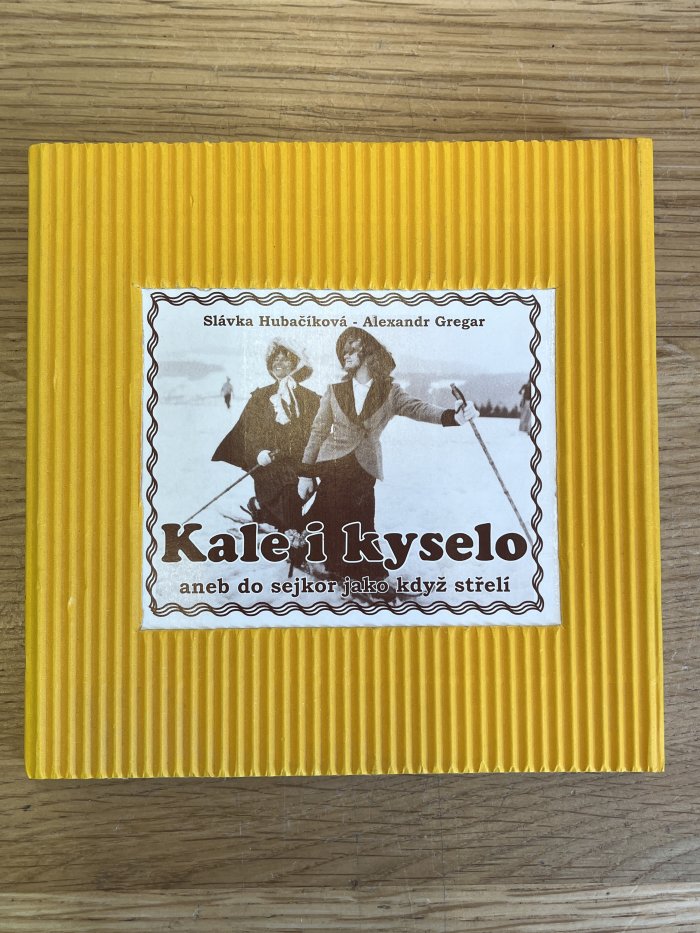 Slávka Hubačíková - Alexandr Gregar
Kale i kyselo
aneb do sejkor jako když střelí